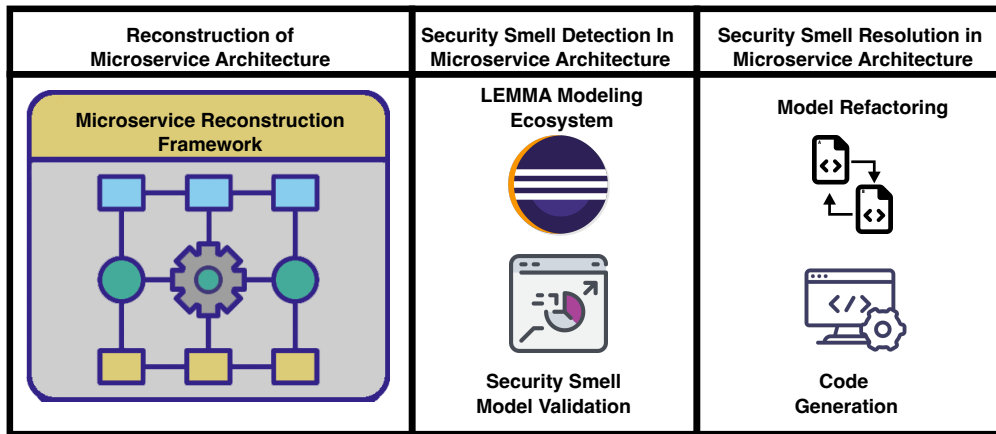 Reconstruction of
Microservice Architecture
Security Smell Detection In
Microservice Architecture
Security Smell Resolution in
Microservice Architecture
Microservice Reconstruction
Framework
LEMMA Modeling
Ecosystem
Security Smell
Model Validation
Model Refactoring
Code
Generation